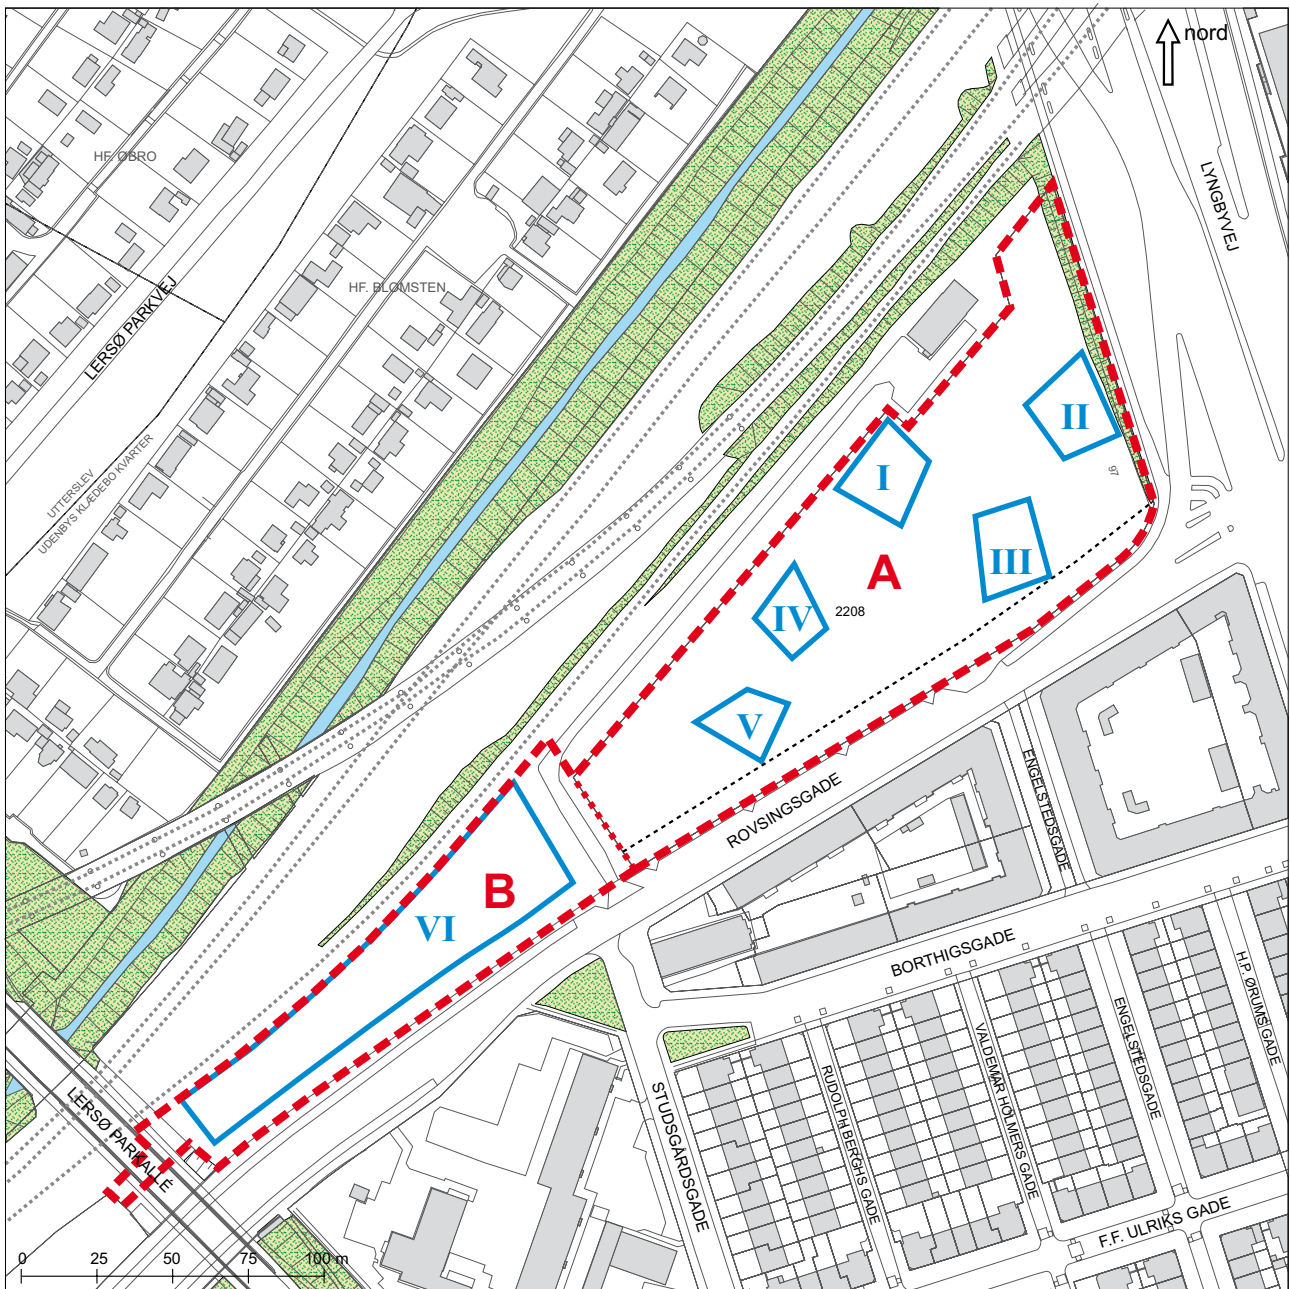 nord
HF. ØBRO
LYNGBYVEJ
HF. BLOMSTEN
LERSØ PARKVEJ
II
UTTERSLEV
UDENBYS KLÆDEBO KVARTER
I
97
III
A
IV
2208
V
ENGELSTEDSGADE
ROVSINGSGADE
B
VI
BORTHIGSGADE
H.P. ØRUMSGADE
ENGELSTEDSGADE
VALDEMAR HOLMERS GADE
RUDOLPH BERGHS GADE
STUDSGÅRDSGADE
LERSØ PARKALLÉ
F.F. ULRIKS GADE
0 25 50 75 100 m